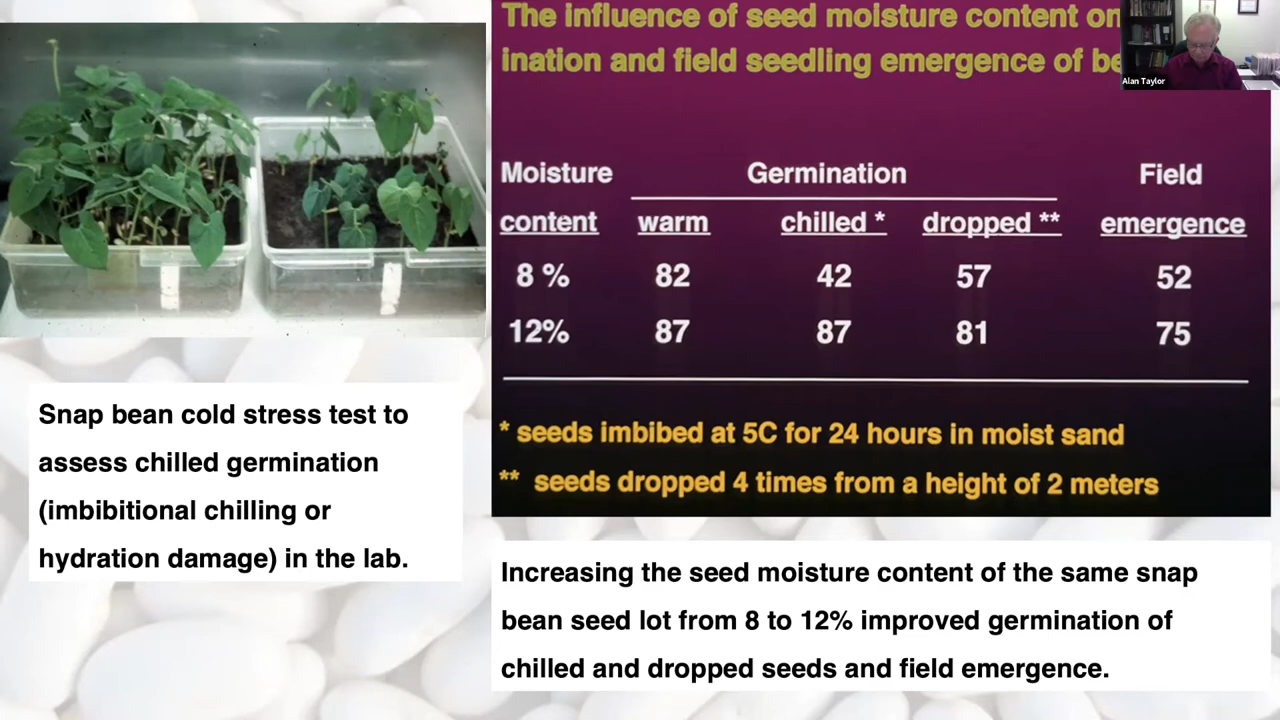 The influence of seed moisture content on
ination and field seedling emergence of be
Alan Taylor
Moisture Germination Field
content warm chilled * dropped ** emergence
8 % 82 42 57 52
12% 87 87 81 75
* seeds imbibed at 5C for 24 hours in moist sand
** seeds dropped 4 times from a height of 2 meters
Snap bean cold stress test to
assess chilled germination
(imbibitional chilling or
hydration damage) in the lab.
Increasing the seed moisture content of the same snap
bean seed lot from 8 to 12% improved germination of
chilled and dropped seeds and field emergence.